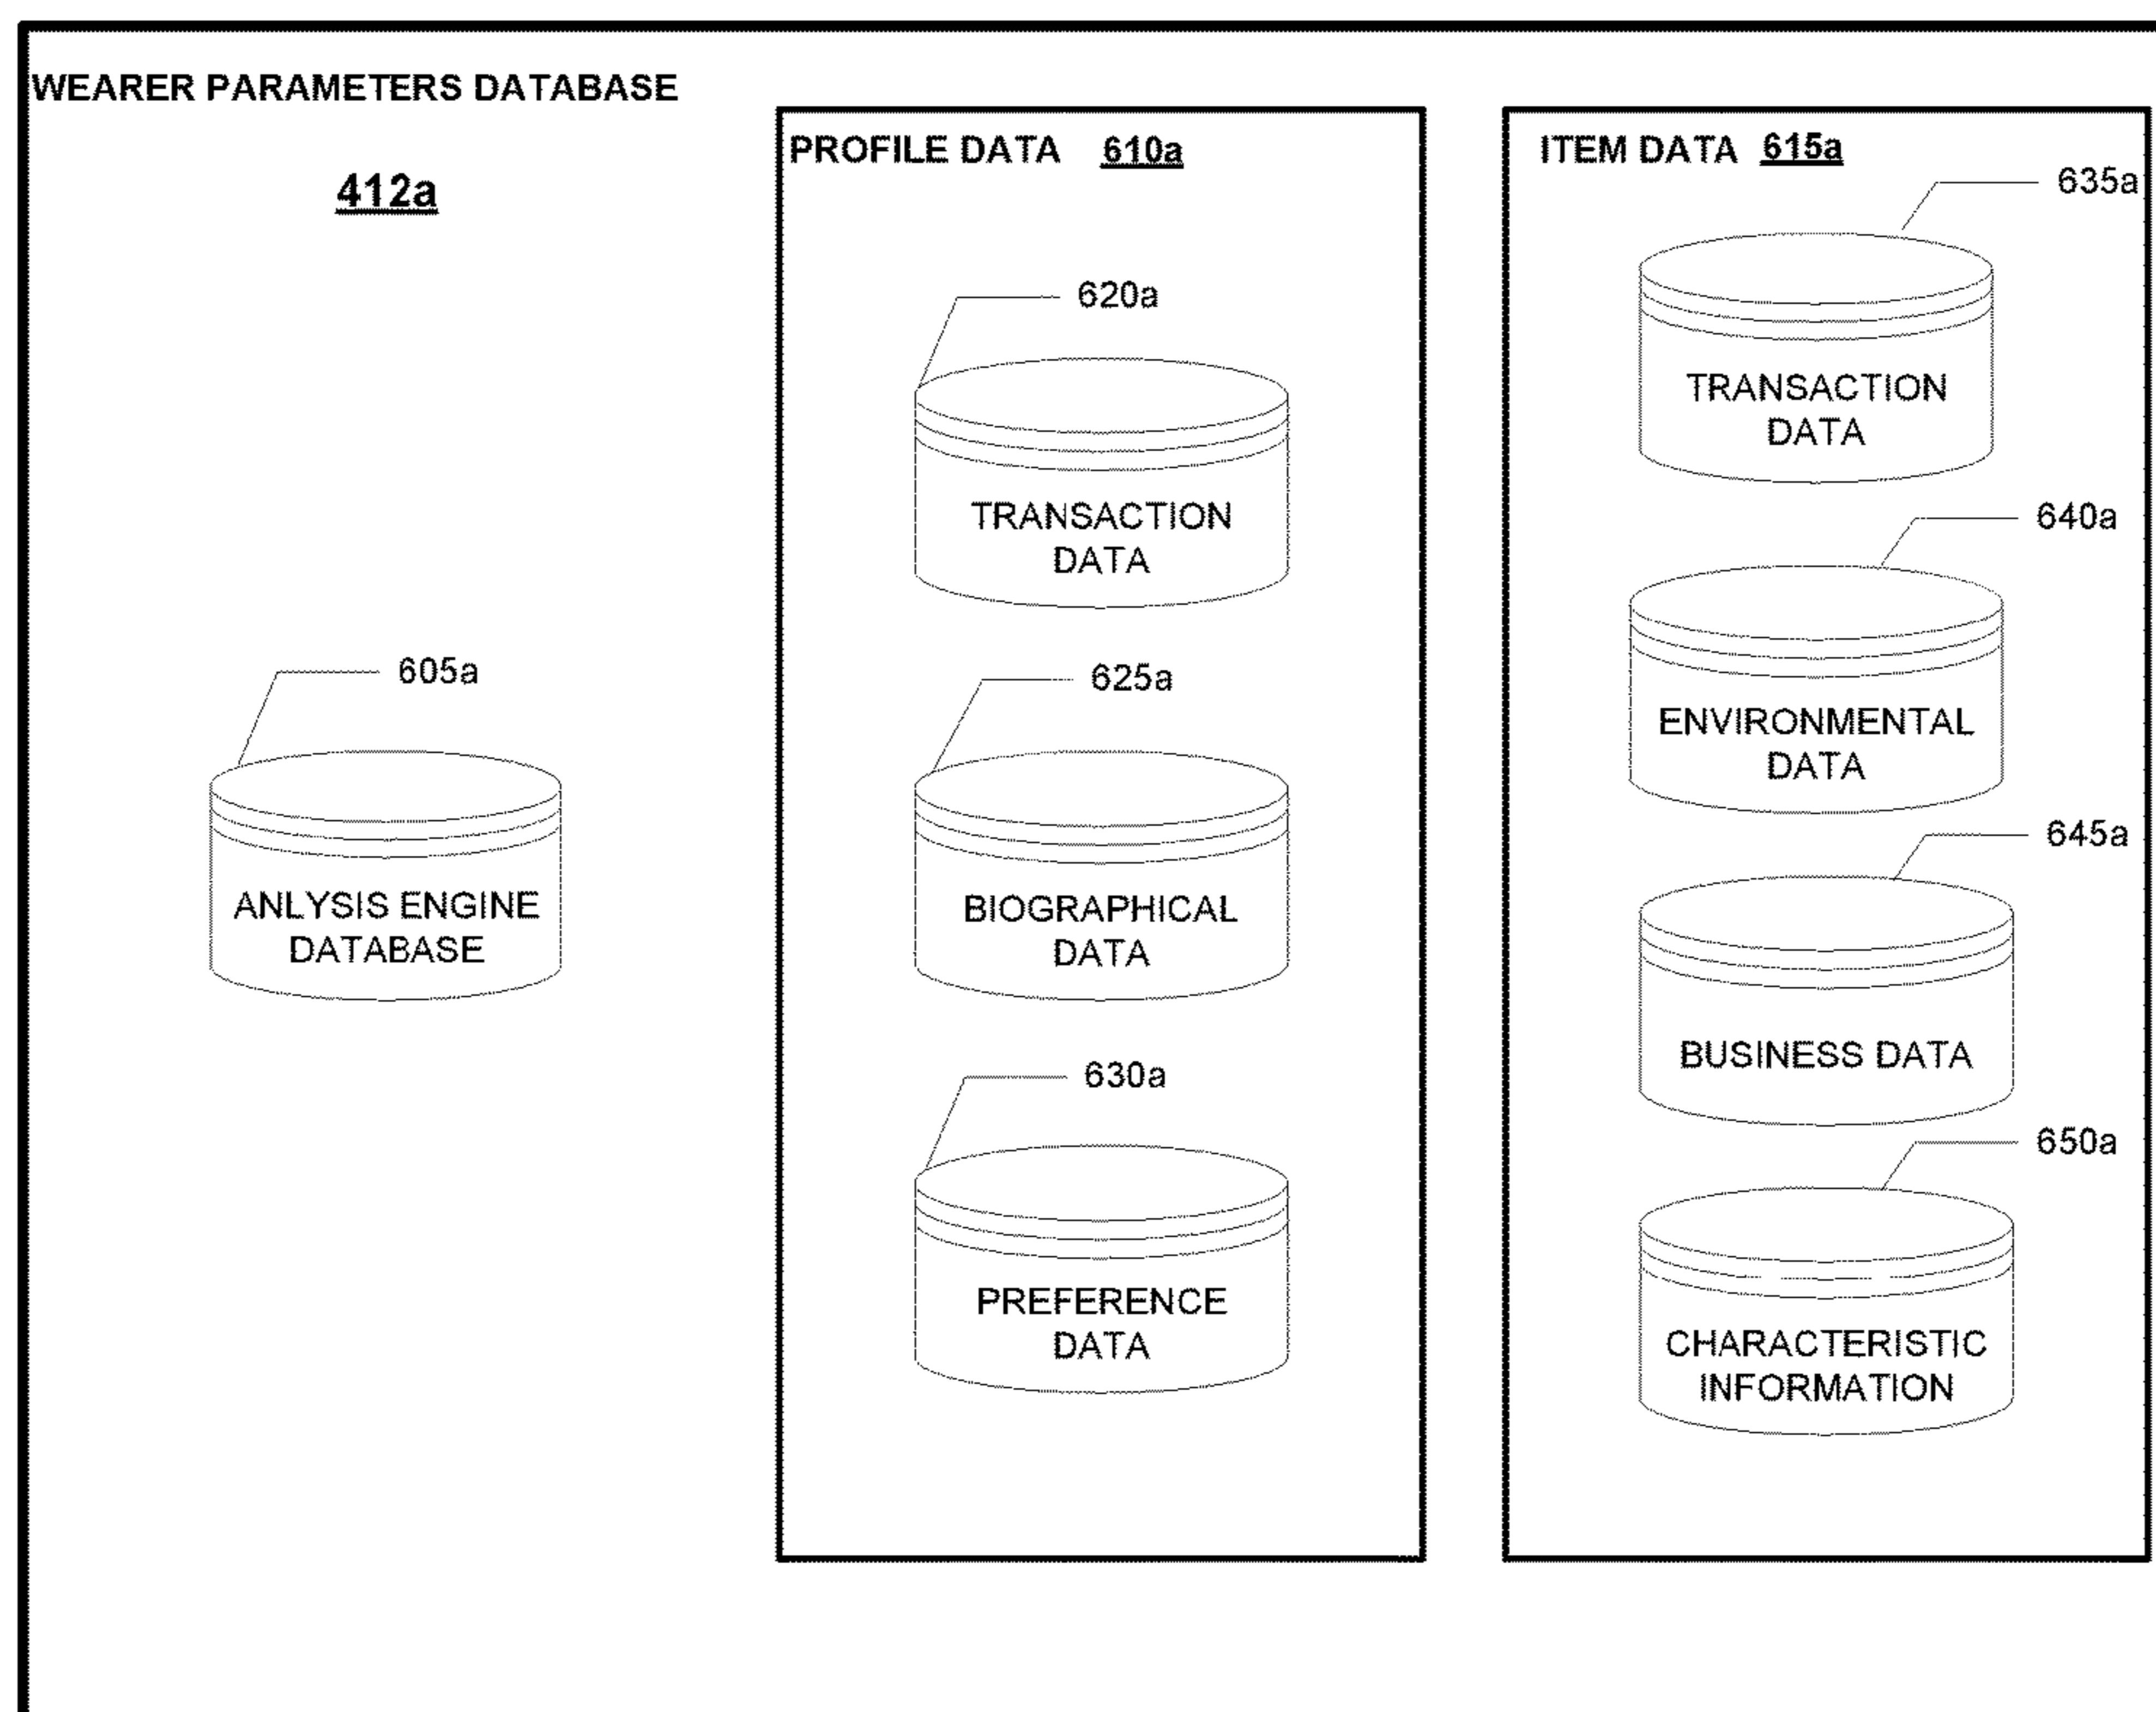 WEARER PARAMETERS DATABASE
412a
605a
ANLYSIS ENGINE
DATABASE
PROFILE DATA 610a
620a
TRANSACTION
DATA
625a
BIOGRAPHICAL
DATA
630a
PREFERENCE
DATA
ITEM DATA 615a
635a
TRANSACTION
DATA
640a
ENVIRONMENTAL
DATA
645a
BUSINESS DATA
650a
CHARACTERISTIC
INFORMATION